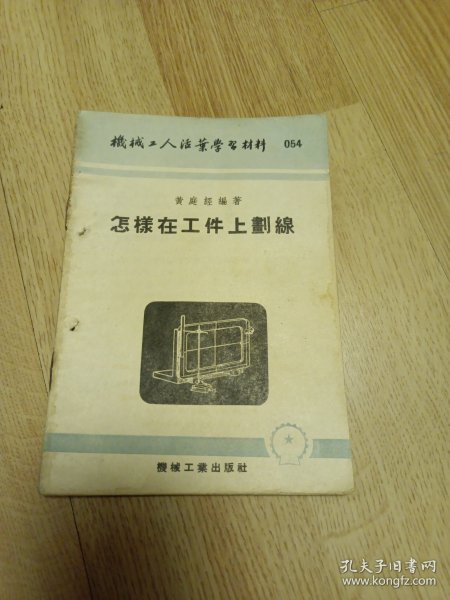 機械工人活葉學習材料 054
黃庭經編著
怎樣在工件上劃線
機械工業出版社
孔夫子旧书网
www.kongfz.com